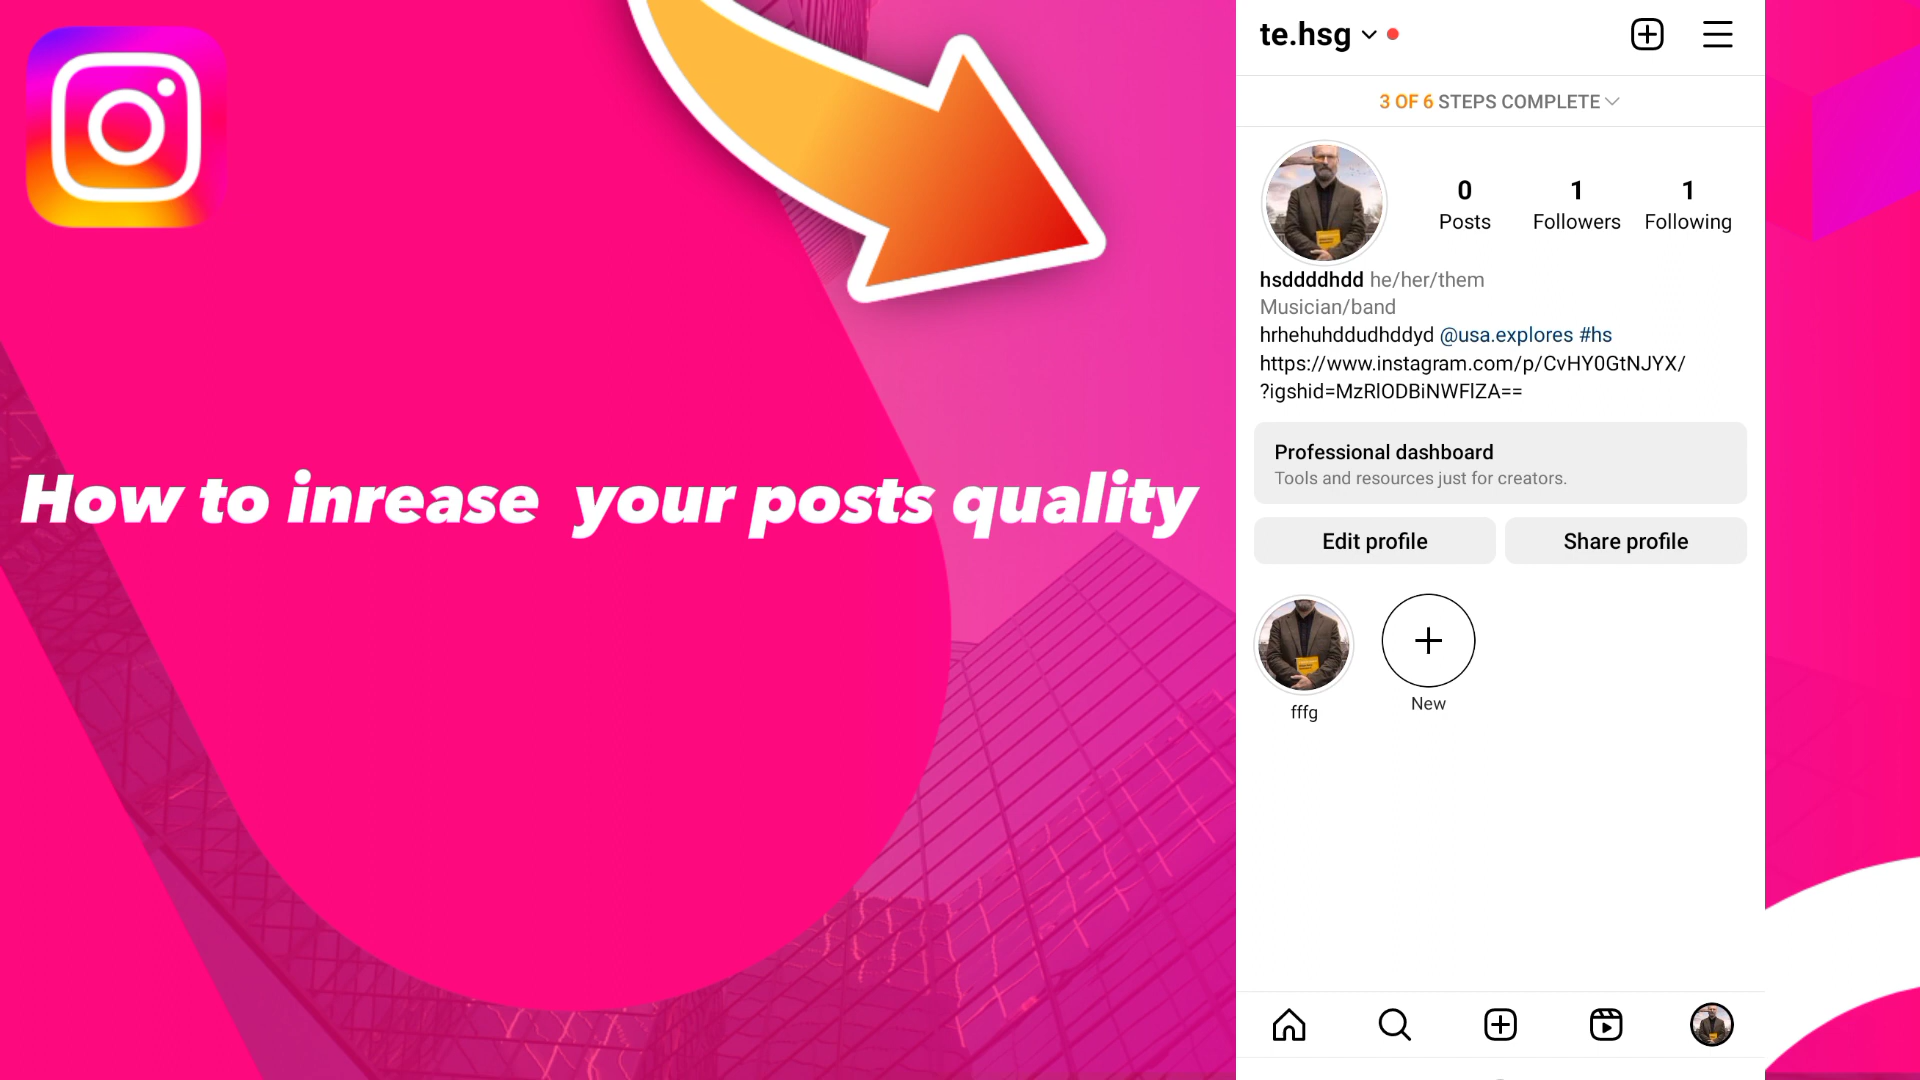 te.hsg
3 OF 6 STEPS COMPLETE
0 1 1
Posts Followers Following
hsddddhdd he/her/them
Musician/band
hrhehuhddudhddyd @usa.explores #hs
https://www.instagram.com/p/CvHY0GtNJYX/
?igshid=MzRlODBiNWFlZA==
Professional dashboard
Tools and resources just for creators.
How to inrease your posts quality
Edit profile Share profile
fffg New